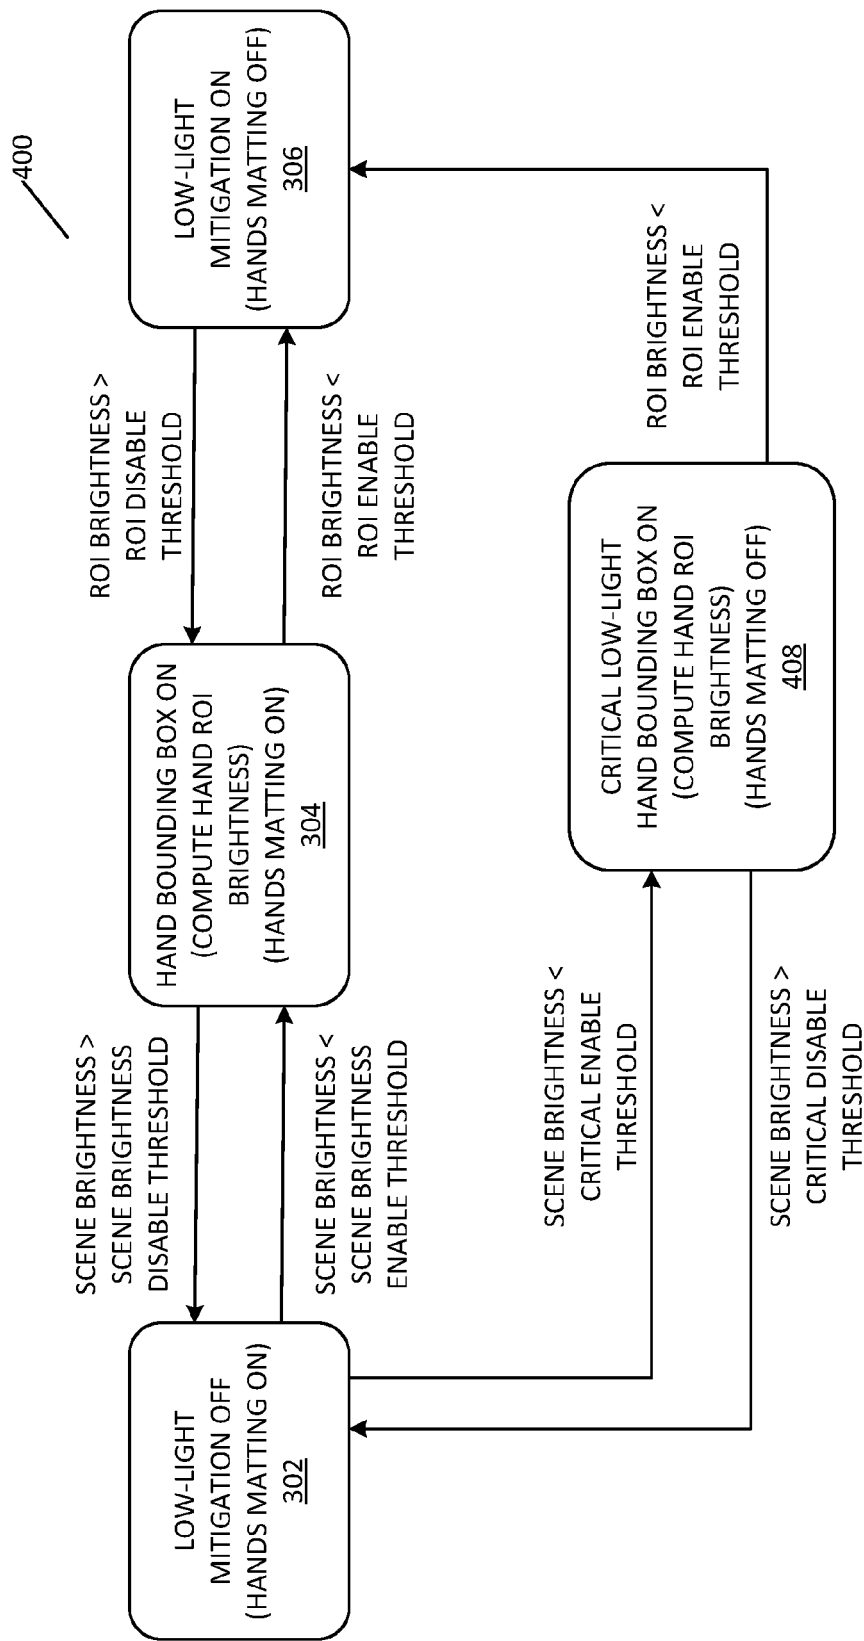 400
LOW-LIGHT
MITIGATION OFF
(HANDS MATTING ON)
302
SCENE BRIGHTNESS >
SCENE BRIGHTNESS
DISABLE THRESHOLD
SCENE BRIGHTNESS <
SCENE BRIGHTNESS
ENABLE THRESHOLD
HAND BOUNDING BOX ON
(COMPUTE HAND ROI
BRIGHTNESS)
(HANDS MATTING ON)
304
ROI BRIGHTNESS >
ROI DISABLE
THRESHOLD
ROI BRIGHTNESS <
ROI ENABLE
THRESHOLD
LOW-LIGHT
MITIGATION ON
(HANDS MATTING OFF)
306
SCENE BRIGHTNESS <
CRITICAL ENABLE
THRESHOLD
SCENE BRIGHTNESS >
CRITICAL DISABLE
THRESHOLD
CRITICAL LOW-LIGHT
HAND BOUNDING BOX ON
(COMPUTE HAND ROI
BRIGHTNESS)
(HANDS MATTING OFF)
408
ROI BRIGHTNESS <
ROI ENABLE
THRESHOLD